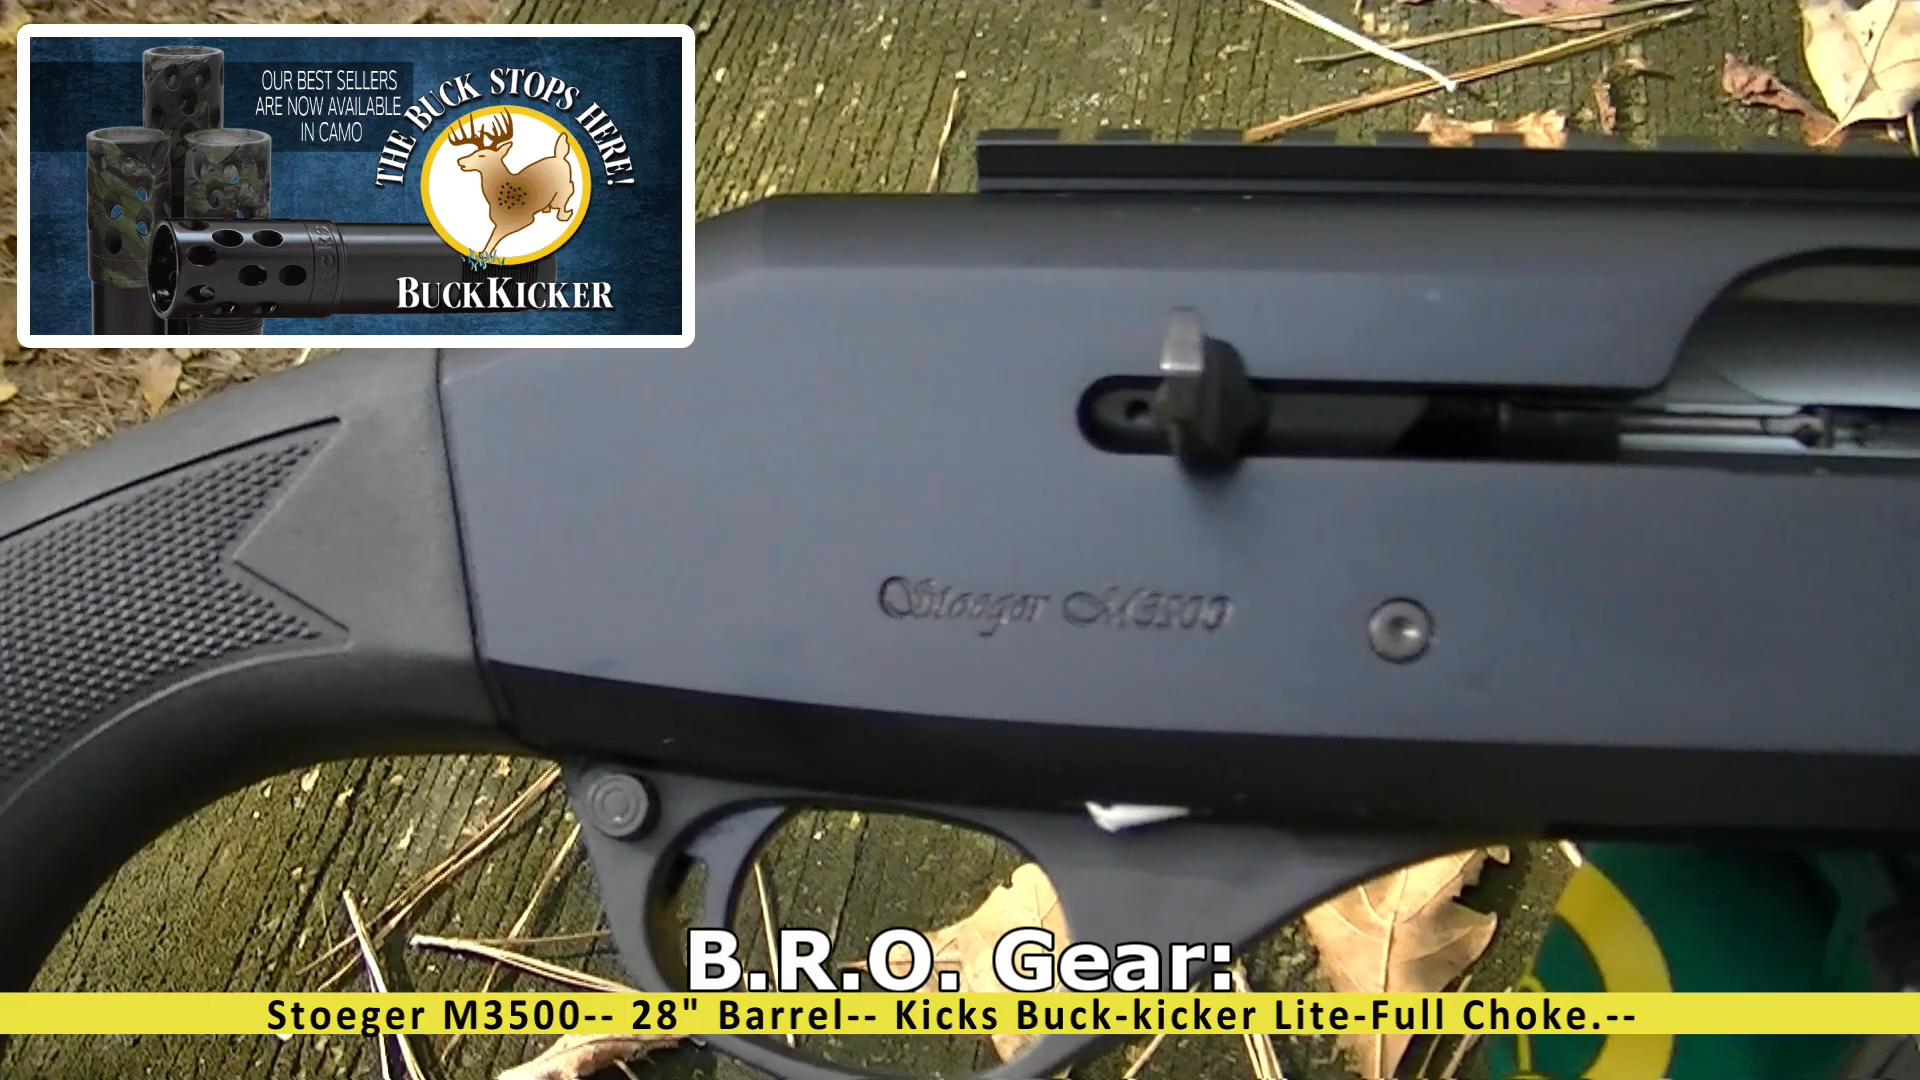 OUR BEST SELLERS
ARE NOW AVAILABLE
IN CAMO
THE BUCK STOPS HERE!
KICKS
BUCKKICKER
Stoeger M3500
B.R.O. Gear:
Stoeger M3500-- 28" Barrel-- Kicks Buck-kicker Lite-Full Choke.--